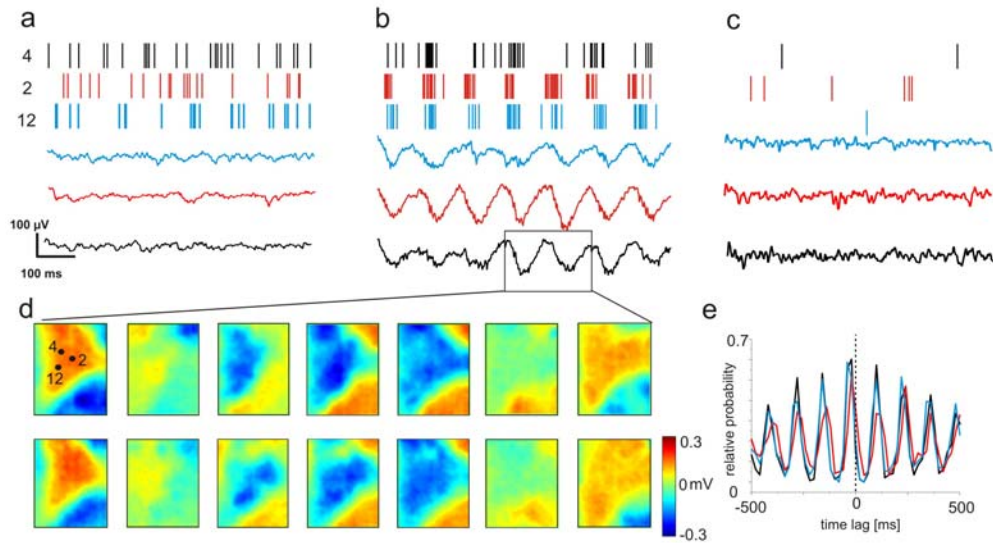 a
b
c
4
2
12
100 µV
100 ms
d
e
4
2
12
0.3
0 mV
-0.3
0.7
relative probability
0
-500
0
500
time lag [ms]